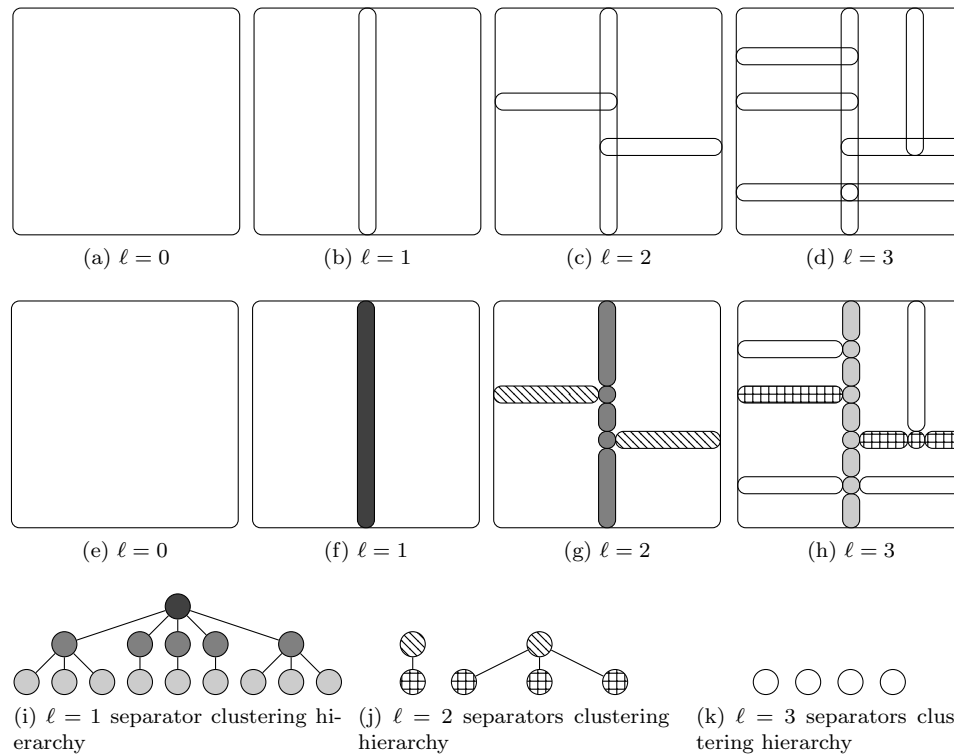 (a) ℓ = 0
(b) ℓ = 1
(c) ℓ = 2
(d) ℓ = 3
(e) ℓ = 0
(f) ℓ = 1
(g) ℓ = 2
(h) ℓ = 3
(i) ℓ = 1 separator clustering hi-
erarchy
(j) ℓ = 2 separators clustering
hierarchy
(k) ℓ = 3 separators clus
tering hierarchy